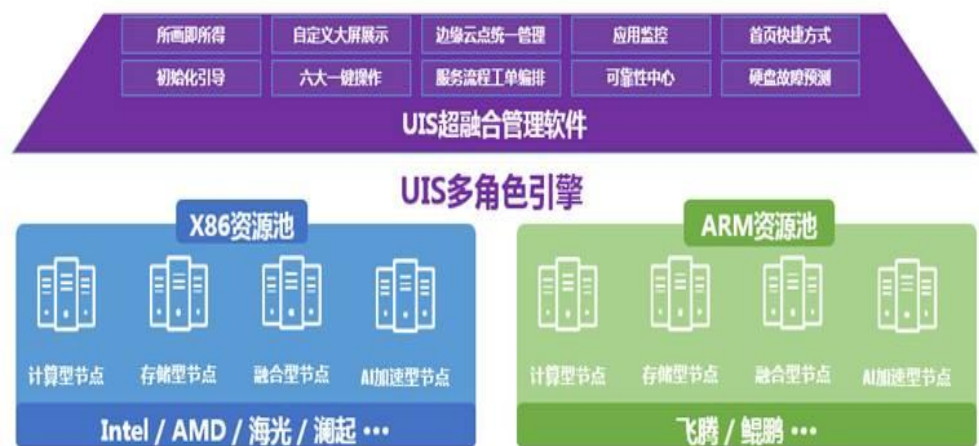 所画即所得 自定义大屏展示 边缘云点统一管理 应用监控 首页快捷方式
初始化引导 六大一键操作 服务流程工单编排 可靠性中心 硬盘故障预测
UIS超融合管理软件
UIS多角色引擎
X86资源池 ARM资源池
计算型节点 存储型节点 融合型节点 AI加速型节点 计算型节点 存储型节点 融合型节点 AI加速型节点
Intel / AMD / 海光 / 澜起 ··· 飞腾 / 鲲鹏 ···